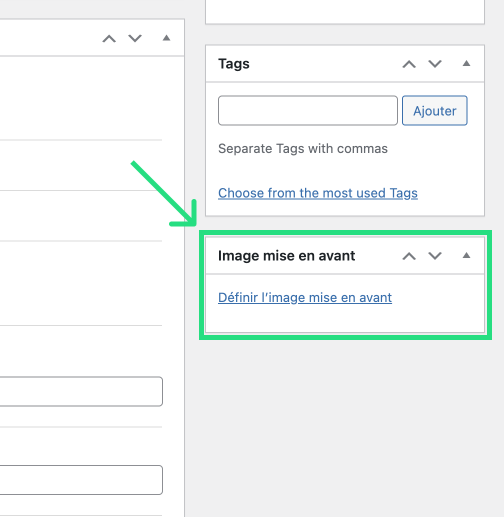 Tags
Ajouter
Separate Tags with commas
Choose from the most used Tags
Image mise en avant
Définir l’image mise en avant